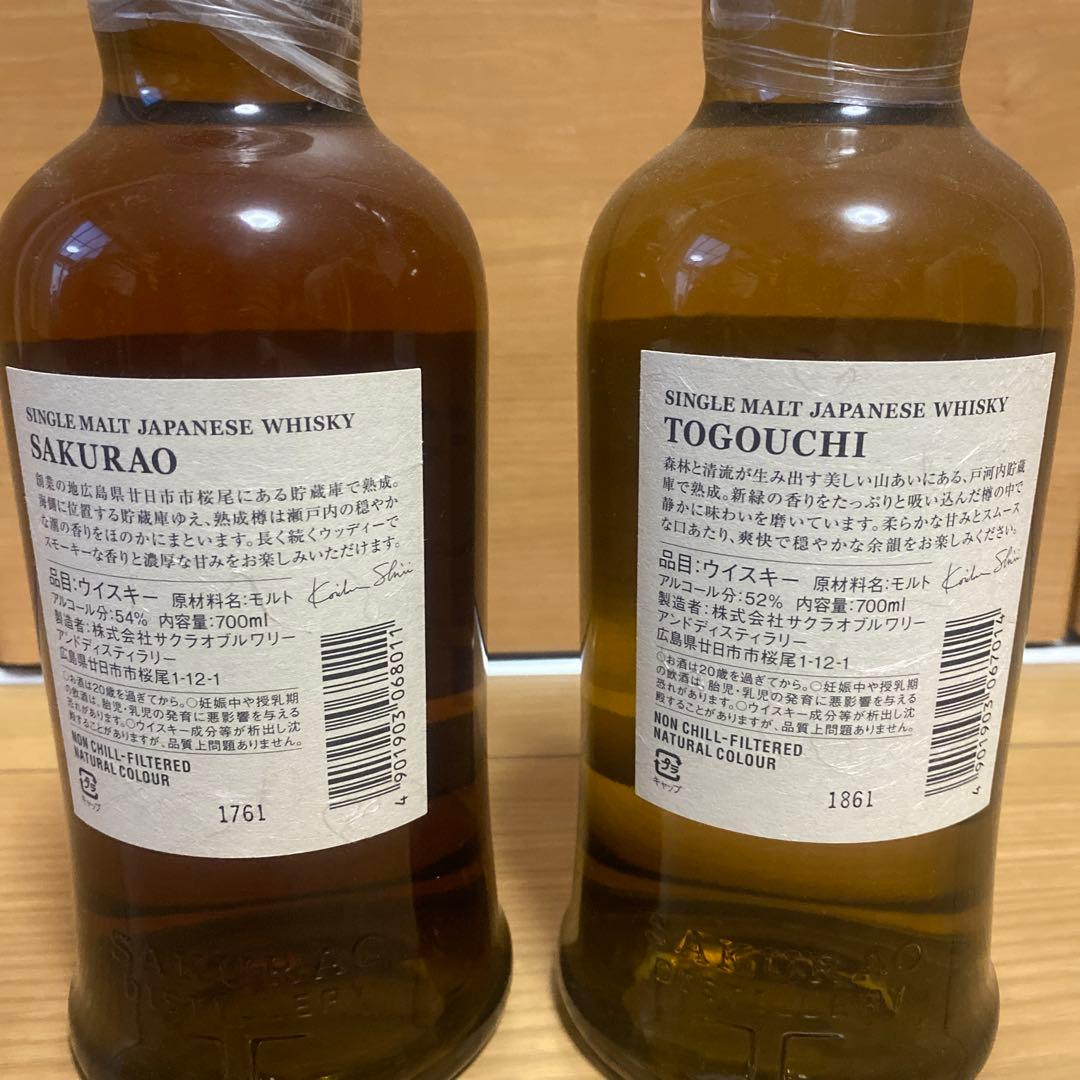 SINGLE MALT JAPANESE WHISKY
SAKURAO
創業の地広島県廿日市市桜尾にある貯蔵庫で熟成。
海側に位置する貯蔵庫ゆえ、熟成樽は瀬戸内の穏やか
な潮の香りをほのかにまといます。長く続くウッディーで
スモーキーな香りと濃厚な甘みをお楽しみいただけます。
品目:ウイスキー 原材料名:モルト
アルコール分:54% 内容量:700ml
製造者:株式会社サクラオブルワリー
アンドディスティラリー
広島県廿日市市桜尾1-12-1
○お酒は20歳を過ぎてから。○妊娠中や授乳期
の飲酒は、胎児・乳児の発育に悪影響を与える
恐れがあります。○ウイスキー成分等が析出し沈
殿することがありますが、品質上問題ありません。
NON CHILL-FILTERED
NATURAL COLOUR
キャップ
1761
4 901903 068011
SAKURAO
DISTILLERY
SINGLE MALT JAPANESE WHISKY
TOGOUCHI
森林と清流が生み出す美しい山あいにある、戸河内貯蔵
庫で熟成。新緑の香りをたっぷりと吸い込んだ樽の中で
静かに味わいを磨いています。柔らかな甘みとスムース
な口あたり、爽快で穏やかな余韻をお楽しみください。
品目:ウイスキー 原材料名:モルト
アルコール分:52% 内容量:700ml
製造者:株式会社サクラオブルワリー
アンドディスティラリー
広島県廿日市市桜尾1-12-1
○お酒は20歳を過ぎてから。○妊娠中や授乳期
の飲酒は、胎児・乳児の発育に悪影響を与える
恐れがあります。○ウイスキー成分等が析出し沈
殿することがありますが、品質上問題ありません。
NON CHILL-FILTERED
NATURAL COLOUR
キャップ
1861
4 901903 067014
SAKURAO
DISTILLERY